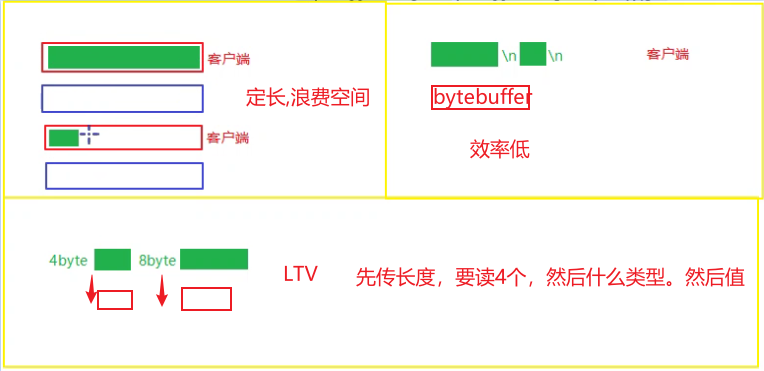 客户端
定长,浪费空间
客户端
\n \n 客户端
bytebuffer
效率低
4byte 8byte
LTV 先传长度，要读4个，然后什么类型。然后值